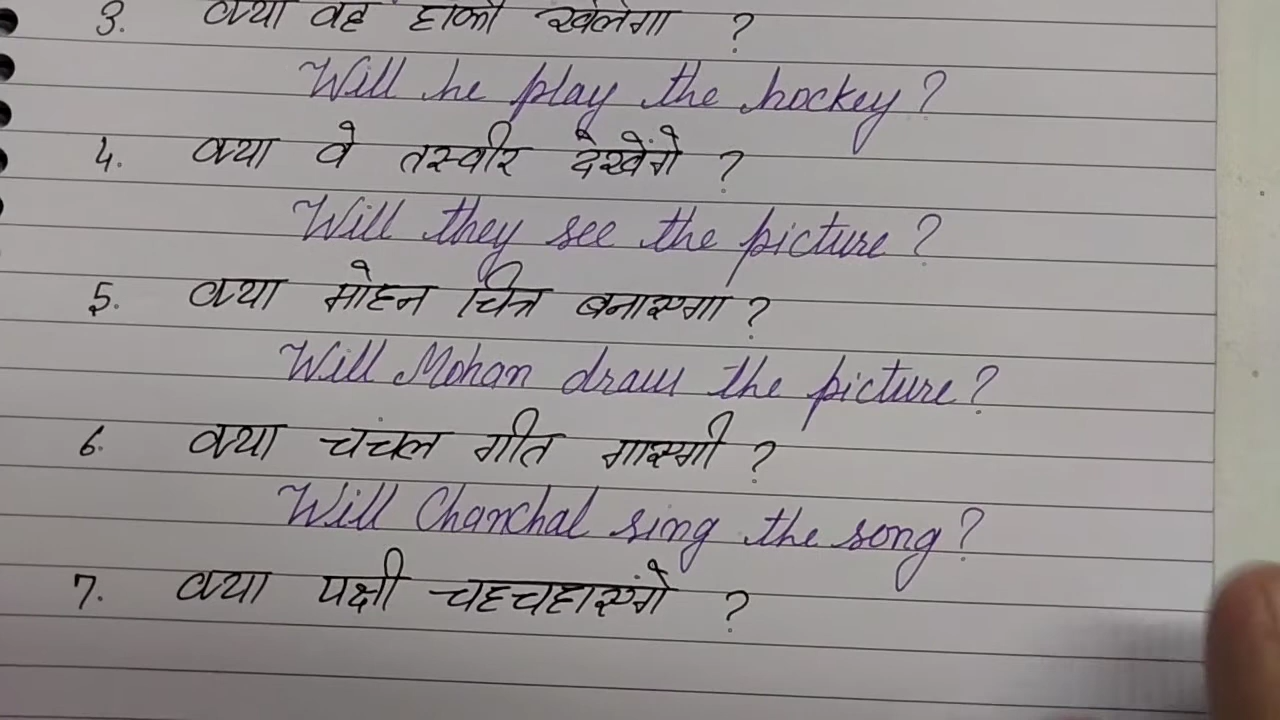 3. क्या वह हाकी खेलेगा ?
Will he play the hockey?
4. क्या वे तस्वीर देखेंगे ?
Will they see the picture?
5. क्या मोहन चित्र बनाएगा ?
Will Mohan draw the picture?
6. क्या चंचल गीत गाएगी ?
Will Chanchal sing the song?
7. क्या पक्षी चहचहाएंगे ?